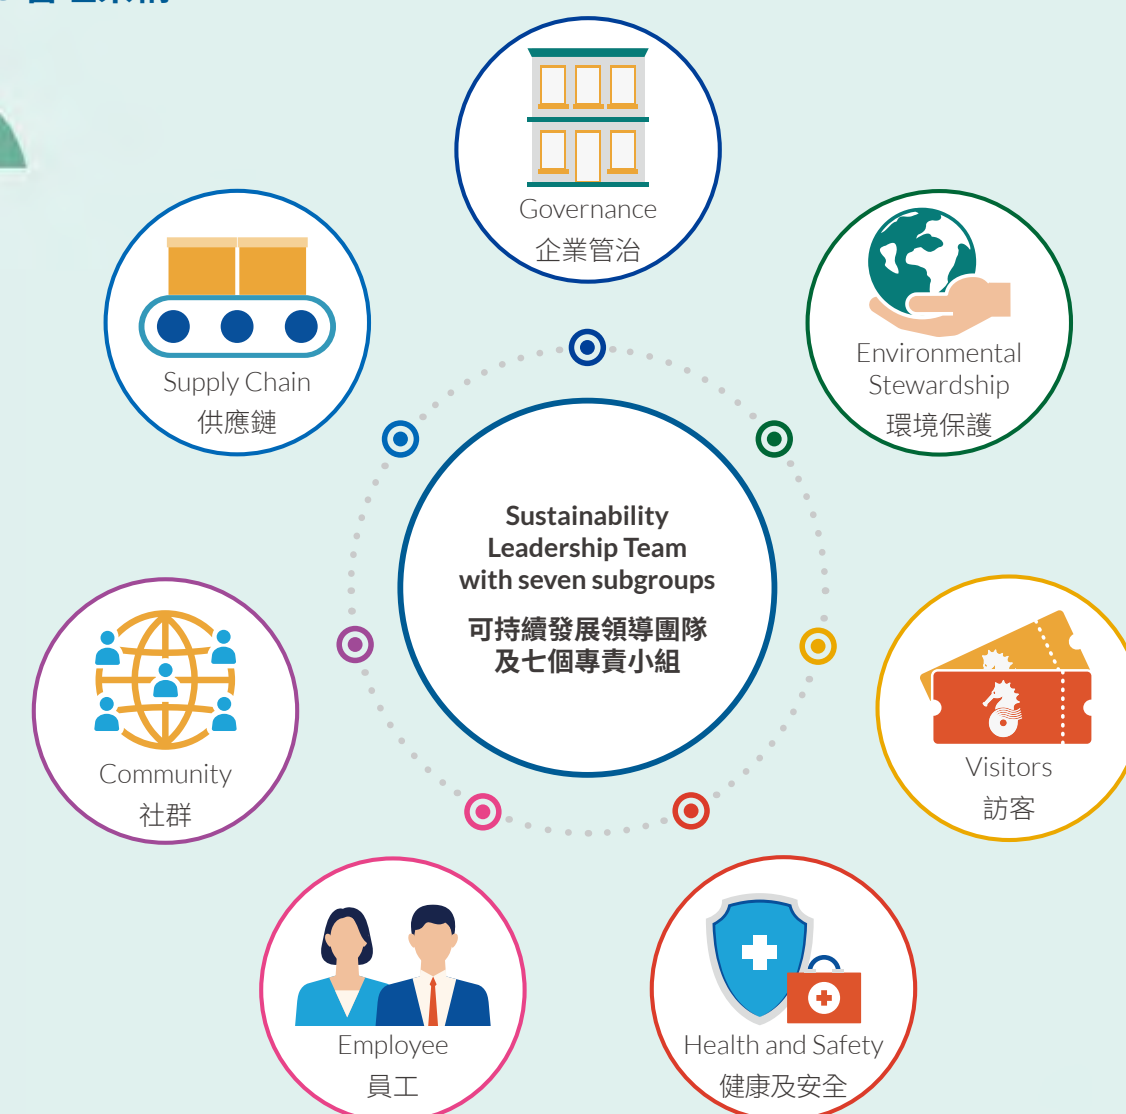 Governance
企業管治
Supply Chain
供應鏈
Environmental
Stewardship
環境保護
Sustainability
Leadership Team
with seven subgroups
可持續發展領導團隊
及七個專責小組
Community
社群
Visitors
訪客
Employee
員工
Health and Safety
健康及安全